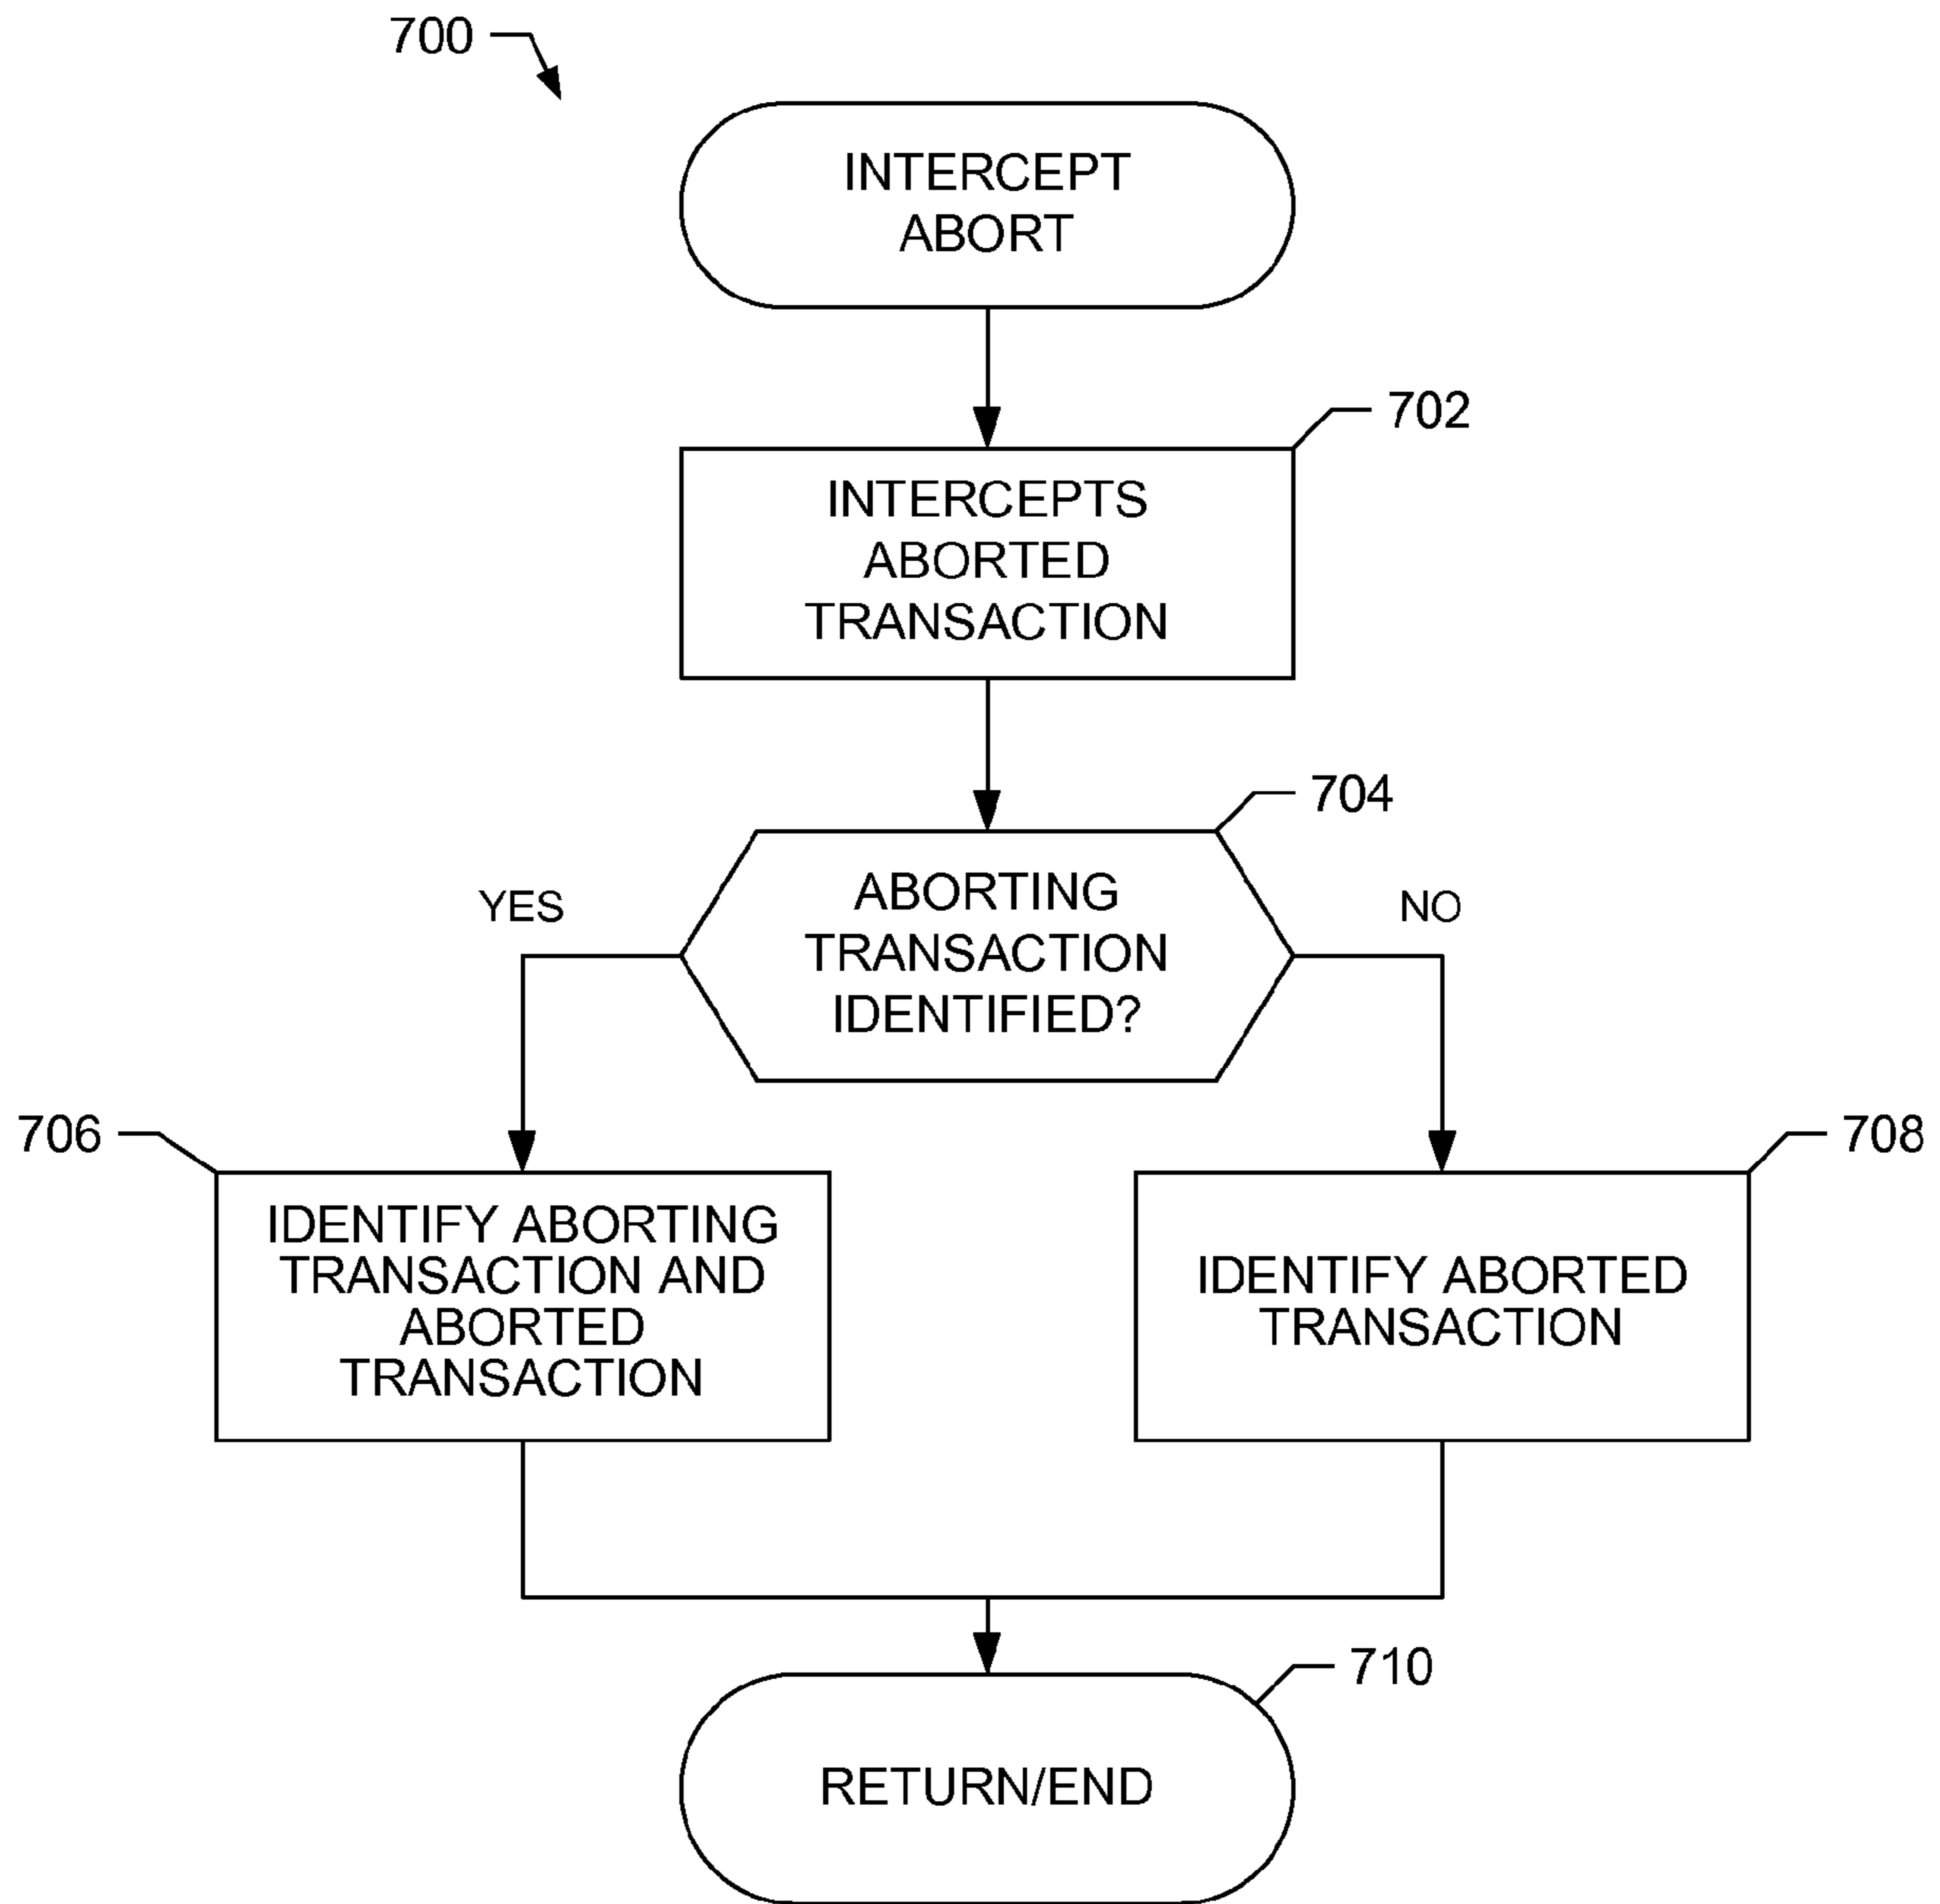 700
INTERCEPT
ABORT
702
INTERCEPTS
ABORTED
TRANSACTION
704
YES
ABORTING
TRANSACTION
IDENTIFIED?
NO
706
IDENTIFY ABORTING
TRANSACTION AND
ABORTED
TRANSACTION
708
IDENTIFY ABORTED
TRANSACTION
710
RETURN/END